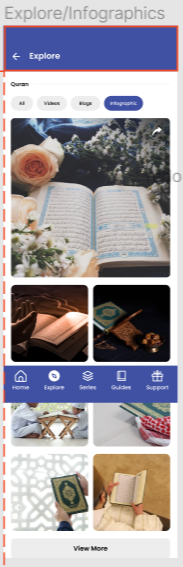 Explore/Infographics
Explore
Quran
All
Videos
Blogs
Infographic
Home
Explore
Series
Guides
Support
View More